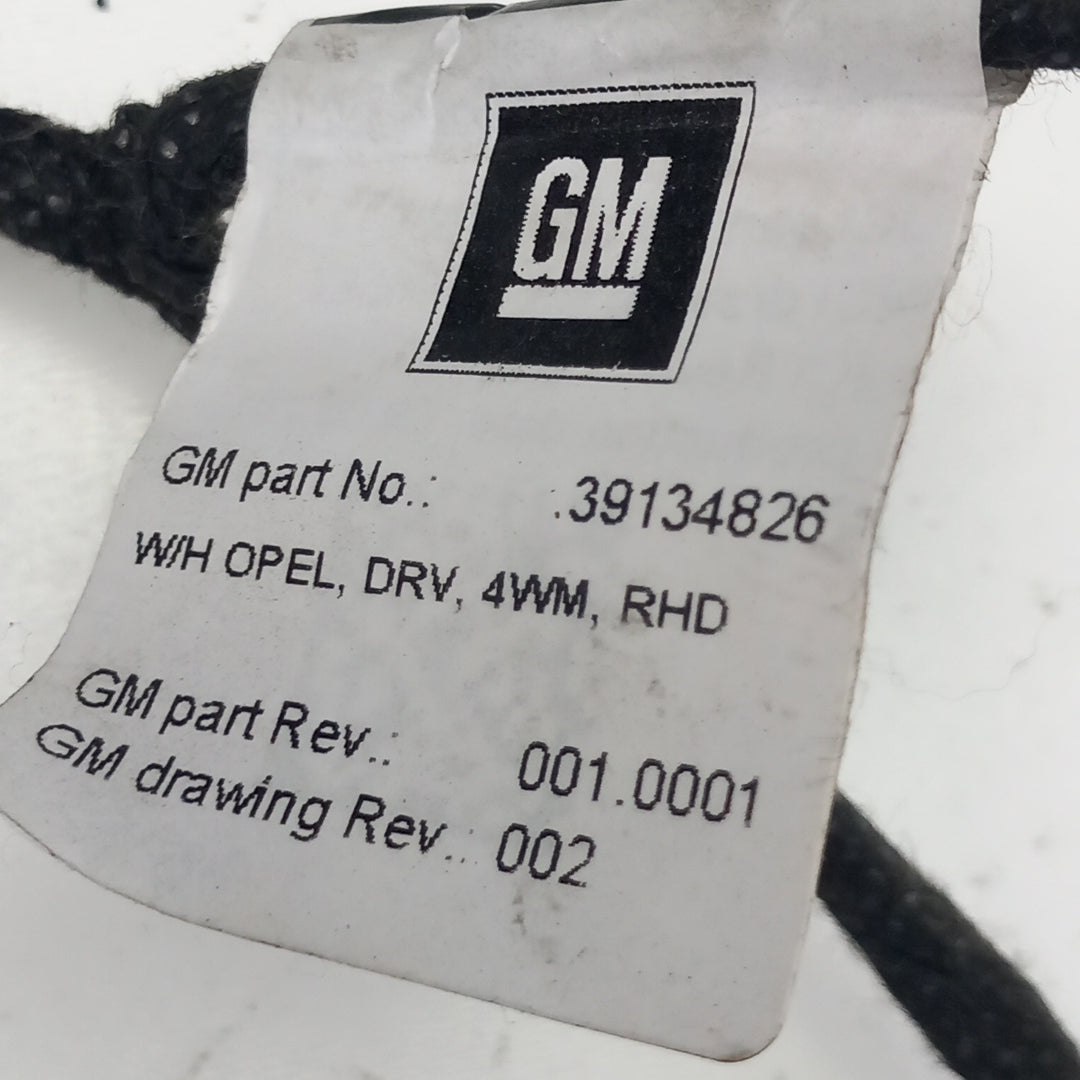 GM
GM part No.: 39134826
W/H OPEL, DRV, 4WM, RHD
GM part Rev.: 001.0001
GM drawing Rev.: 002